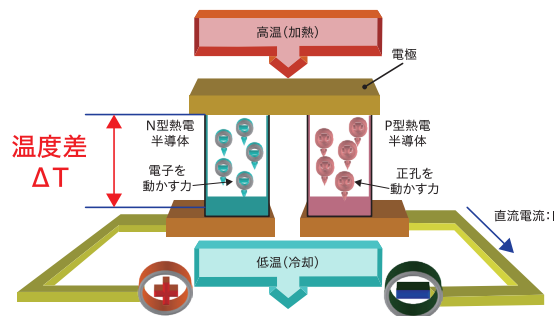 高温(加熱)
電極
N型熱電
半導体
P型熱電
半導体
温度差
ΔT
電子を
動かす力
正孔を
動かす力
直流電流:I
低温(冷却)